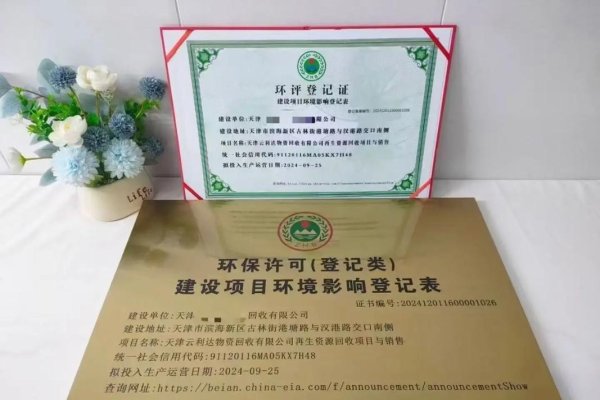 环评登记证
建设项目环境影响登记表
登记表编号:202412011600001026
建设单位:天津 有限公司
建设地址:天津市滨海新区古林街港塘路与汉港路交口南侧
项目名称:天津云利达物资回收有限公司再生资源回收项目与销售
统一社会信用代码:91120116MA05KX7H48
拟投入生产运营日期:2024-09-25
Life
环保许可(登记类)
建设项目环境影响登记表
证书编号:202412011600001026
建设单位:天津 回收有限公司
建设地址:天津市滨海新区古林街港塘路与汉港路交口南侧
项目名称:天津云利达物资回收有限公司再生资源回收项目与销售
统一社会信用代码:91120116MA05KX7H48
拟投入生产运营日期:2024-09-25
查询网址:https://beian.china-eia.com/f/announcement/announcementShow